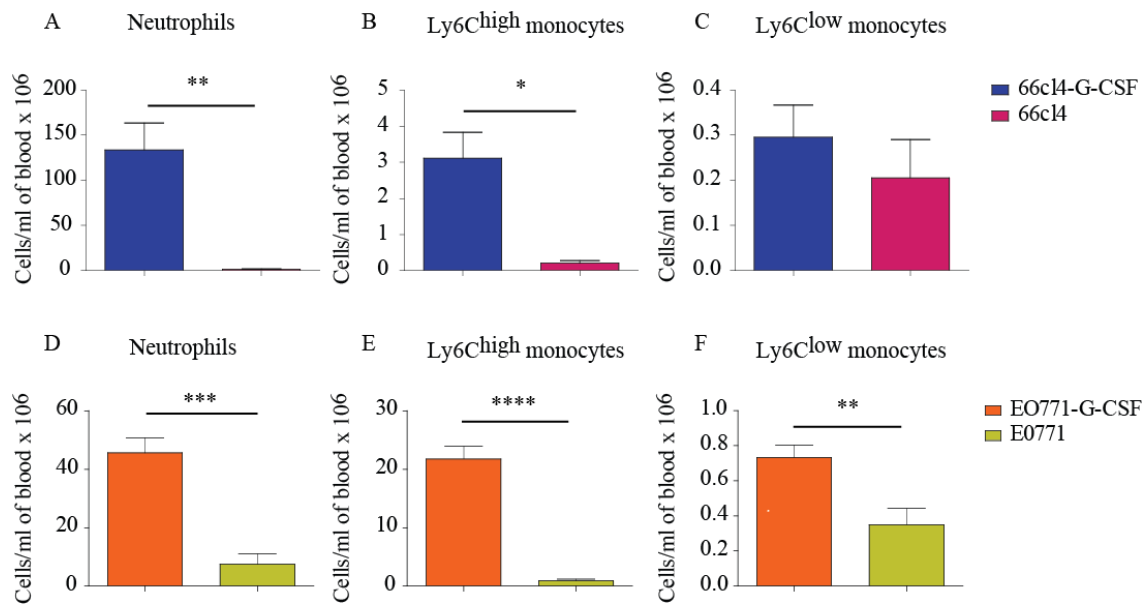 A Neutrophils
B Ly6Chigh monocytes
C Ly6Clow monocytes
Cells/ml of blood x 106
200
150
100
50
0
**
Cells/ml of blood x 106
5
4
3
2
1
0
*
Cells/ml of blood x 106
0.4
0.3
0.2
0.1
0.0
66cl4-G-CSF
66cl4
D Neutrophils
E Ly6Chigh monocytes
F Ly6Clow monocytes
Cells/ml of blood x 106
60
40
20
0
***
Cells/ml of blood x 106
30
20
10
0
****
Cells/ml of blood x 106
1.0
0.8
0.6
0.4
0.2
0.0
**
EO771-G-CSF
E0771